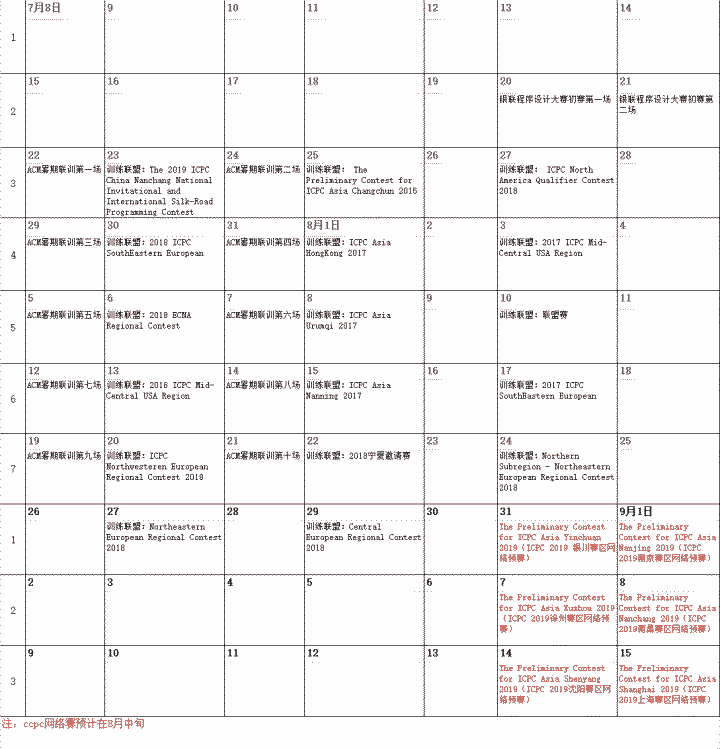 7月8日 9 10 11 12 13 14
1
15 16 17 18 19 20 21
2
银联程序设计大赛初赛第一场
银联程序设计大赛初赛第
二场
22 23 24 25 26 27 28
3
ACM署期联训第一场
训练联盟: The 2019 ICPC
China Nanchang National
Invitational and
International Silk-Road
Programming Contest
ACM署期联训第二场
训练联盟: The
Preliminary Contest for
ICPC Asia Changchun 2015
训练联盟: ICPC North
America Qualifier Contest
2018
29 30 31 8月1日 2 3 4
4
ACM署期联训第三场
训练联盟: 2018 ICPC
SouthEastern European
ACM署期联训第四场
训练联盟: ICPC Asia
HongKong 2017
训练联盟: 2017 ICPC Mid-
Central USA Region
5 6 7 8 9 10 11
5
ACM署期联训第五场
训练联盟: 2018 ECNA
Regional Contest
ACM署期联训第六场
训练联盟: ICPC Asia
Urumqi 2017
训练联盟: 联盟赛
12 13 14 15 16 17 18
6
ACM署期联训第七场
训练联盟: 2016 ICPC Mid-
Central USA Region
ACM署期联训第八场
训练联盟: ICPC Asia
Nanning 2017
训练联盟: 2017 ICPC
SouthEastern European
19 20 21 22 23 24 25
7
ACM署期联训第九场
训练联盟: ICPC
Northwesteren European
Regional Contest 2018
ACM署期联训第十场
训练联盟: 2018宁夏邀请赛
训练联盟: Northern
Subregion - Northeastern
European Regional Contest
2018
26 27 28 29 30 31 9月1日
1
训练联盟: Northeastern
European Regional Contest
2018
训练联盟: Central
European Regional Contest
2018
The Preliminary Contest
for ICPC Asia Yinchuan
2019 (ICPC 2019 银川赛区网
络预赛)
The Preliminary
Contest for ICPC Asia
Nanjing 2019 (ICPC
2019南京赛区网络预赛)
2 3 4 5 6 7 8
2
The Preliminary Contest
for ICPC Asia Xuzhou 2019
(ICPC 2019徐州赛区网络预
赛)
The Preliminary
Contest for ICPC Asia
Nanchang 2019 (ICPC
2019南昌赛区网络预赛)
9 10 11 12 13 14 15
3
The Preliminary Contest
for ICPC Asia Shenyang
2019 (ICPC 2019沈阳赛区网
络预赛)
The Preliminary
Contest for ICPC Asia
Shanghai 2019 (ICPC
2019上海赛区网络预赛)
注: ccpc网络赛预计在8月中旬